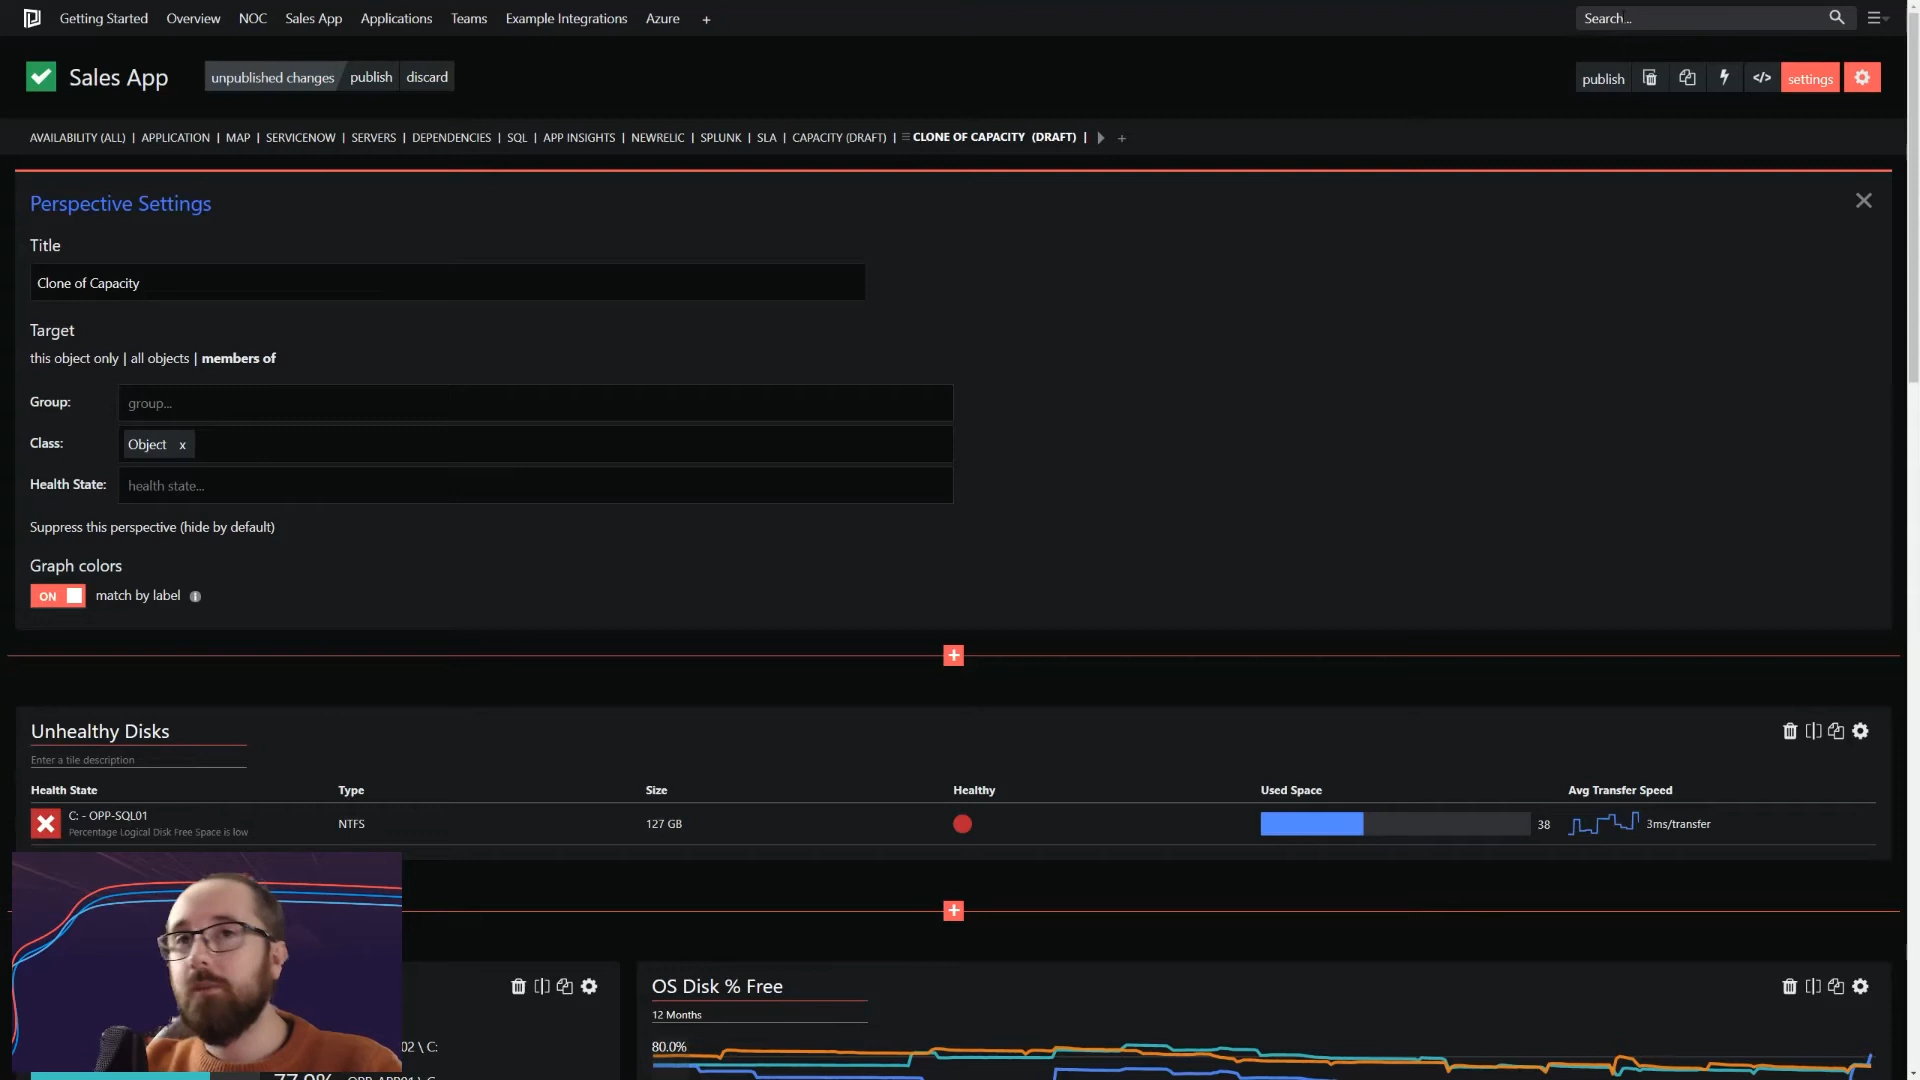 Getting Started Overview NOC Sales App Applications Teams Example Integrations Azure + Search...
Sales App unpublished changes publish discard publish </> settings
AVAILABILITY (ALL) | APPLICATION | MAP | SERVICENOW | SERVERS | DEPENDENCIES | SQL | APP INSIGHTS | NEWRELIC | SPLUNK | SLA | CAPACITY (DRAFT) | CLONE OF CAPACITY (DRAFT) | +
Perspective Settings
Title
Clone of Capacity
Target
this object only | all objects | members of
Group: group...
Class: Object x
Health State: health state...
Suppress this perspective (hide by default)
Graph colors
ON match by label
Unhealthy Disks
Enter a tile description
Health State Type Size Healthy Used Space Avg Transfer Speed
C: - OPP-SQL01 NTFS 127 GB 38 3ms/transfer
Percentage Logical Disk Free Space is low
OS Disk % Free
12 Months
02 \ C:
80.0%